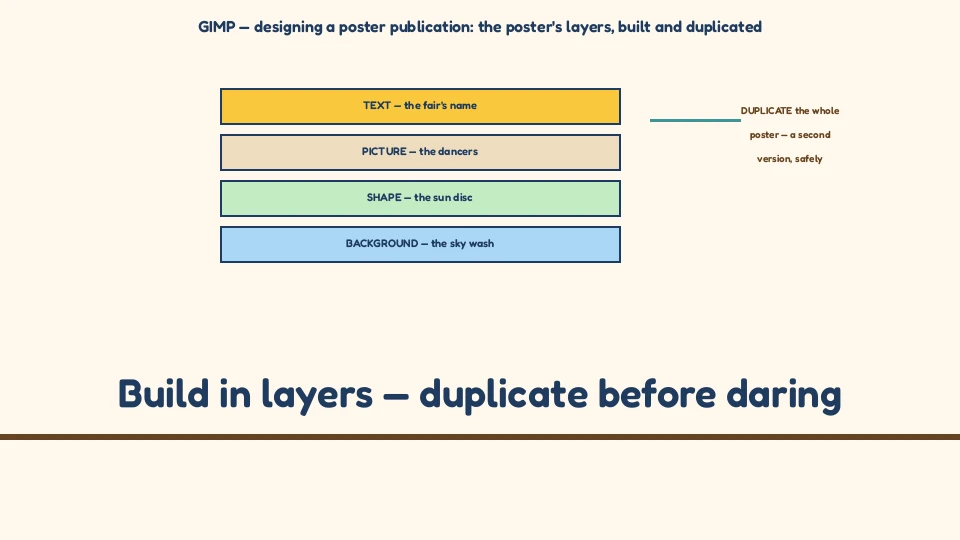 GIMP — designing a poster publication: the poster's layers, built and duplicated
TEXT — the fair's name
PICTURE — the dancers
SHAPE — the sun disc
BACKGROUND — the sky wash
DUPLICATE the whole
poster — a second
version, safely
Build in layers — duplicate before daring